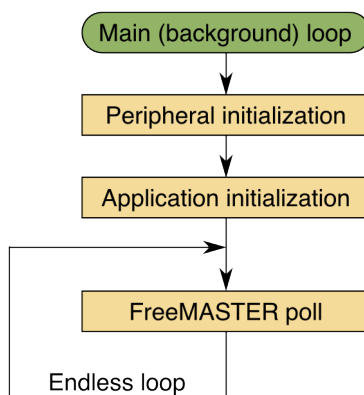 Main (background) loop
Peripheral initialization
Application initialization
FreeMASTER poll
Endless loop